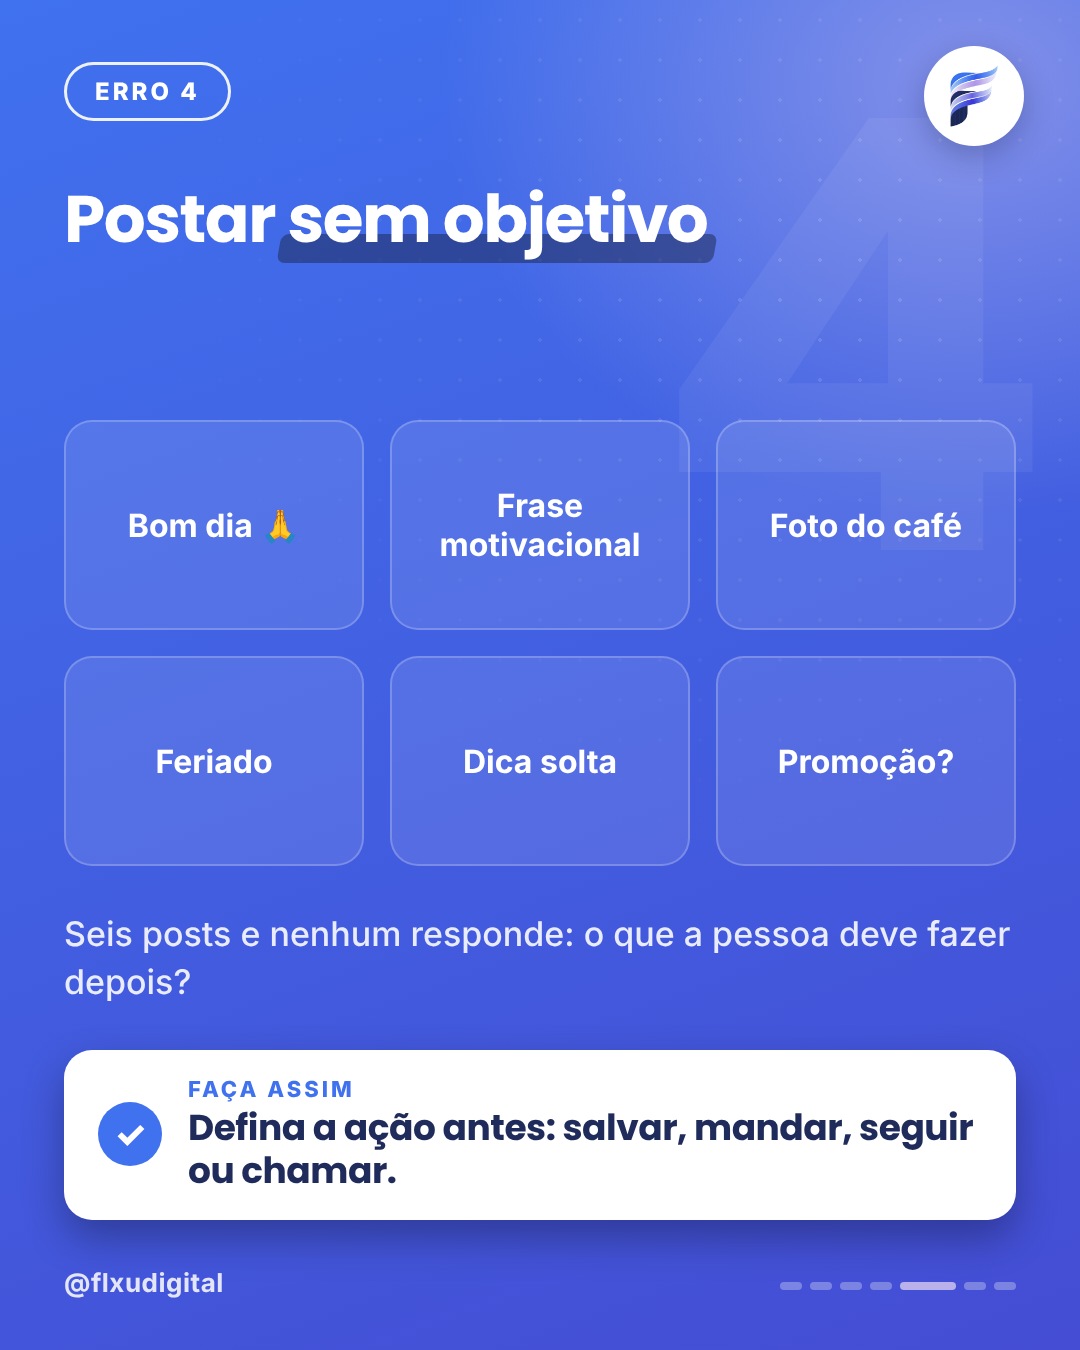 ERRO 4
4
Postar sem objetivo
Bom dia 🙏
Frase
motivacional
Foto do café
Feriado
Dica solta
Promoção?
Seis posts e nenhum responde: o que a pessoa deve fazer
depois?
FAÇA ASSIM
Defina a ação antes: salvar, mandar, seguir
ou chamar.
@flxudigital